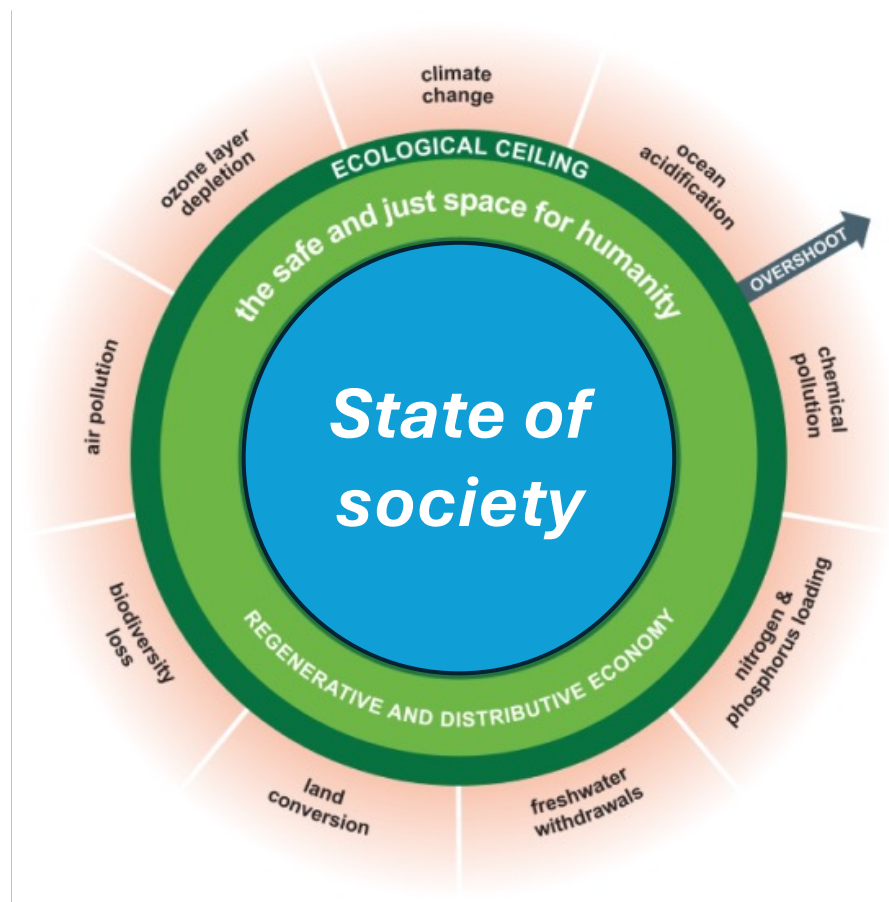 climate
change
ozone layer
depletion
ocean
acidification
ECOLOGICAL CEILING
the safe and just space for humanity
OVERSHOOT
air pollution
chemical
pollution
State of
society
biodiversity
loss
nitrogen &
phosphorus loading
REGENERATIVE AND DISTRIBUTIVE ECONOMY
land
conversion
freshwater
withdrawals